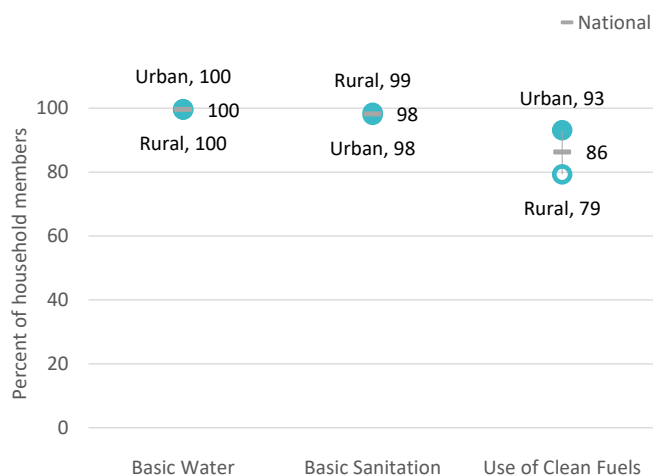 National
Urban, 100
100
Rural, 100
Rural, 99
98
Urban, 98
Urban, 93
86
Rural, 79
Percent of household members
100
80
60
40
20
0
Basic Water
Basic Sanitation
Use of Clean Fuels